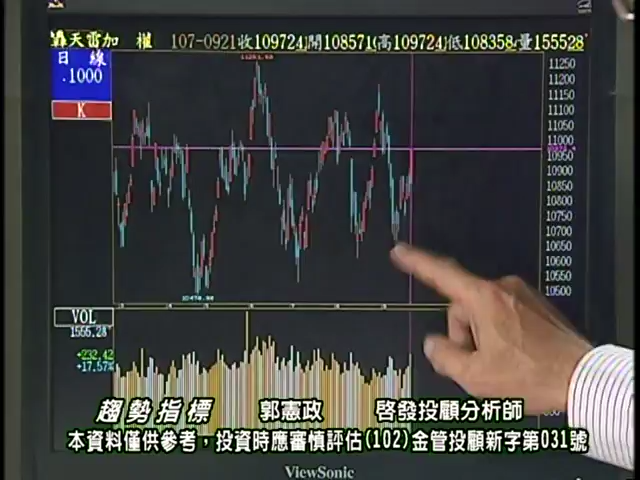 轟天雷加 權 107-0921收109724開108571高109724低108358量155528
日 線
.1000
K
11250
11200
11150
11100
11050
11000
10950
10900
10850
10800
10750
10700
10650
10600
10550
10500
VOL
1555.28
+232.42
+17.57%
趨勢指標 郭憲政 啓發投顧分析師
本資料僅供參考，投資時應審慎評估(102)金管投顧新字第031號
ViewSonic